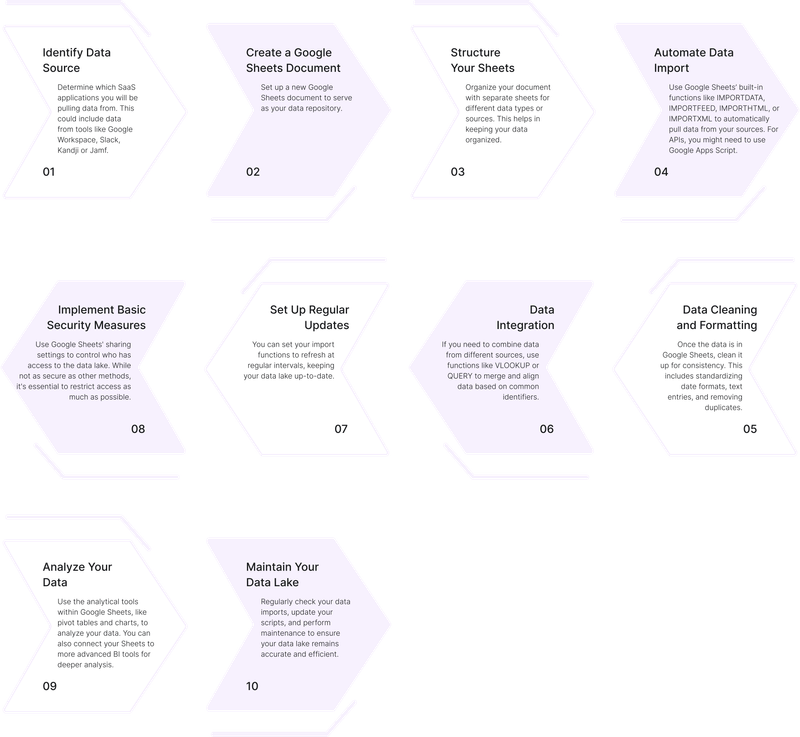 Identify Data
Source
Determine which SaaS
applications you will be
pulling data from. This
could include data
from tools like Google
Workspace, Slack,
Kandji or Jamf.
01
Create a Google
Sheets Document
Set up a new Google
Sheets document to serve
as your data repository.
02
Structure
Your Sheets
Organize your document
with separate sheets for
different data types or
sources. This helps in
keeping your data
organized.
03
Automate Data
Import
Use Google Sheets' built-in
functions like IMPORTDATA,
IMPORTFEED, IMPORTHTML, or
IMPORTXML to automatically
pull data from your sources. For
APIs, you might need to use
Google Apps Script.
04
Data Cleaning
and Formatting
Once the data is in
Google Sheets, clean it
up for consistency. This
includes standardizing
date formats, text
entries, and removing
duplicates.
05
Data
Integration
If you need to combine data
from different sources, use
functions like VLOOKUP or
QUERY to merge and align
data based on common
identifiers.
06
Set Up Regular
Updates
You can set your import
functions to refresh at
regular intervals, keeping
your data lake up-to-date.
07
Implement Basic
Security Measures
Use Google Sheets' sharing
settings to control who has
access to the data lake. While
not as secure as other methods,
it's essential to restrict access as
much as possible.
08
Analyze Your
Data
Use the analytical tools
within Google Sheets, like
pivot tables and charts, to
analyze your data. You can
also connect your Sheets to
more advanced BI tools for
deeper analysis.
09
Maintain Your
Data Lake
Regularly check your data
imports, update your
scripts, and perform
maintenance to ensure
your data lake remains
accurate and efficient.
10